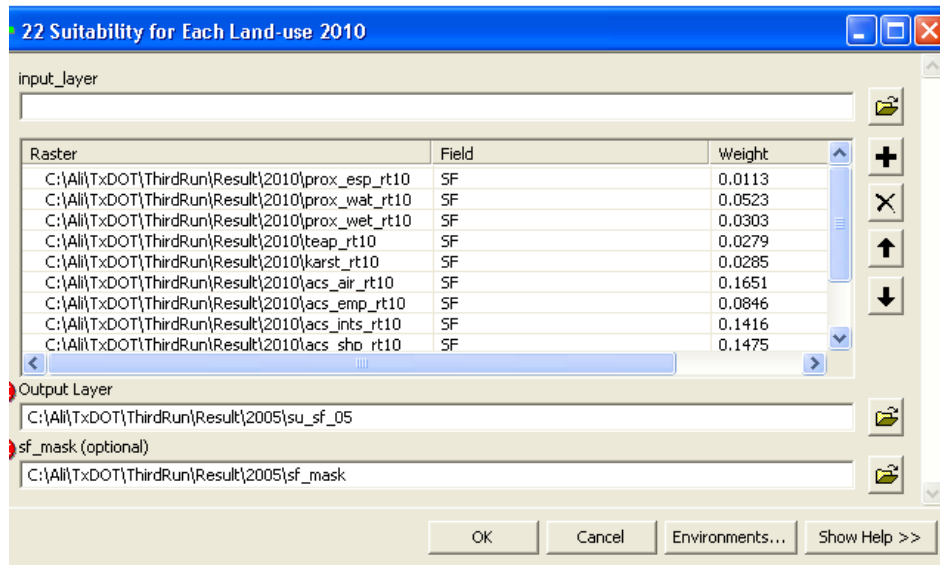 22 Suitability for Each Land-use 2010
input_layer
Raster Field Weight
C:\Ali\TxDOT\ThirdRun\Result\2010\prox_esp_rt10 SF 0.0113
C:\Ali\TxDOT\ThirdRun\Result\2010\prox_wat_rt10 SF 0.0523
C:\Ali\TxDOT\ThirdRun\Result\2010\prox_wet_rt10 SF 0.0303
C:\Ali\TxDOT\ThirdRun\Result\2010\teap_rt10 SF 0.0279
C:\Ali\TxDOT\ThirdRun\Result\2010\karst_rt10 SF 0.0285
C:\Ali\TxDOT\ThirdRun\Result\2010\acs_air_rt10 SF 0.1651
C:\Ali\TxDOT\ThirdRun\Result\2010\acs_emp_rt10 SF 0.0846
C:\Ali\TxDOT\ThirdRun\Result\2010\acs_ints_rt10 SF 0.1416
C:\Ali\TxDOT\ThirdRun\Result\2010\acs_shp_rt10 SF 0.1475
Output Layer
C:\Ali\TxDOT\ThirdRun\Result\2005\su_sf_05
sf_mask (optional)
C:\Ali\TxDOT\ThirdRun\Result\2005\sf_mask
OK Cancel Environments... Show Help >>